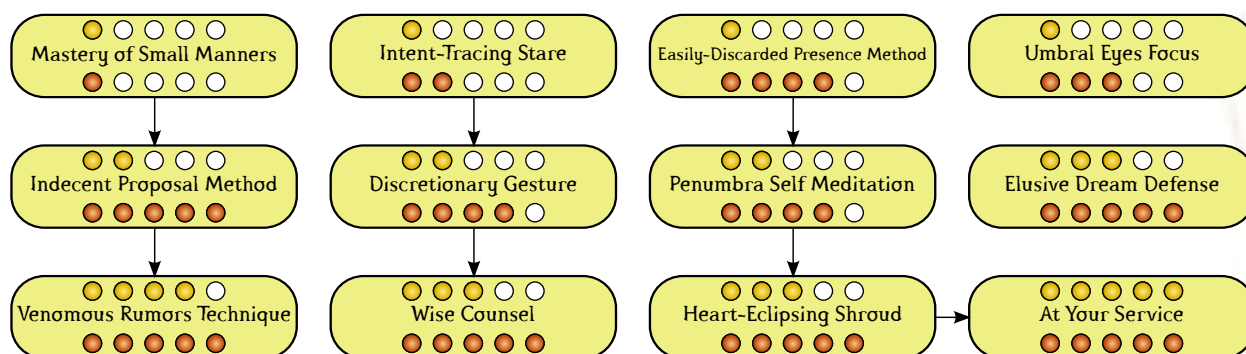 Mastery of Small Manners
Intent-Tracing Stare
Easily-Discarded Presence Method
Umbral Eyes Focus
Indecent Proposal Method
Discretionary Gesture
Penumbra Self Meditation
Elusive Dream Defense
Venomous Rumors Technique
Wise Counsel
Heart-Eclipsing Shroud
At Your Service